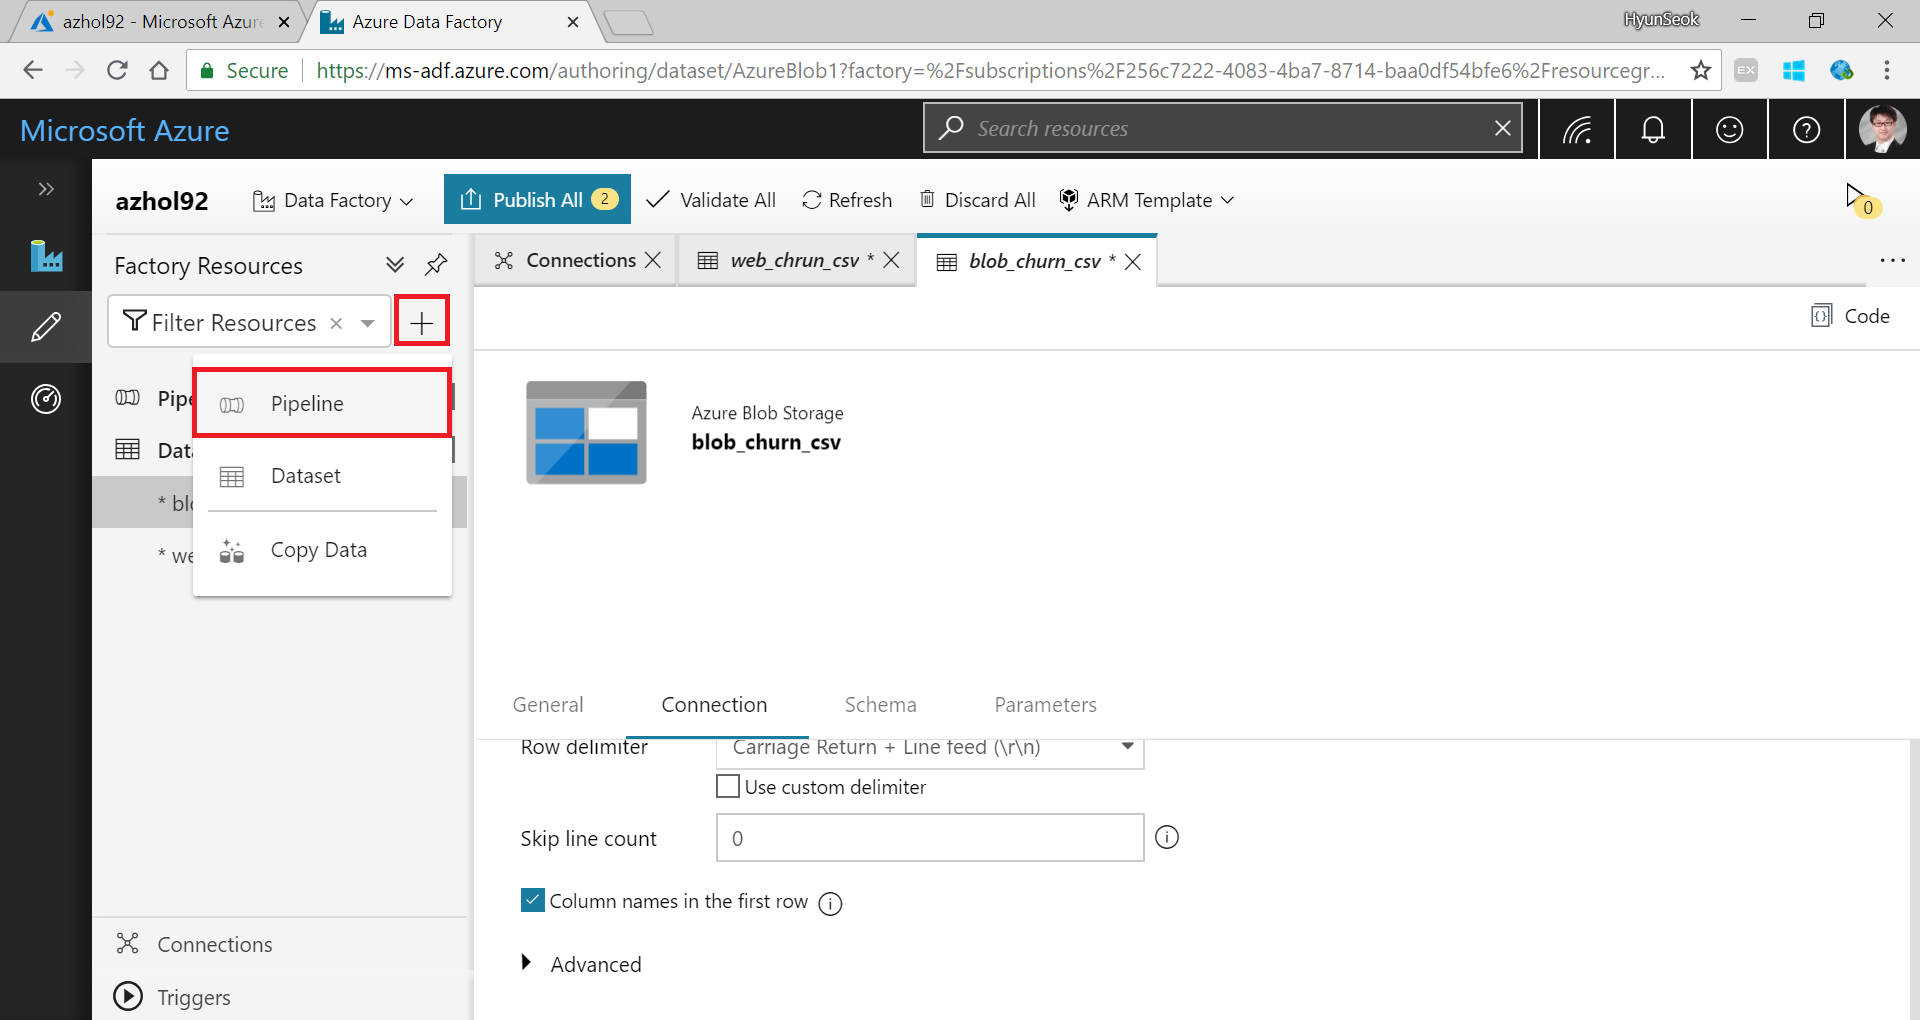 azhol92 - Microsoft Azure
Azure Data Factory
HyunSeok
Secure
https://ms-adf.azure.com/authoring/dataset/AzureBlob1?factory=%2Fsubscriptions%2F256c7222-4083-4ba7-8714-baa0df54bfe6%2Fresourcegr...
EX
Microsoft Azure
Search resources
azhol92
Data Factory
Publish All 2
Validate All
Refresh
Discard All
ARM Template
0
Factory Resources
Connections
web_chrun_csv *
blob_churn_csv *
...
Filter Resources
Code
Pipe
Pipeline
Data
Dataset
* blo
Copy Data
* we
Azure Blob Storage
blob_churn_csv
General
Connection
Schema
Parameters
Row delimiter
Carriage Return + Line feed (\r\n)
Use custom delimiter
Skip line count
0
Column names in the first row
Advanced
Connections
Triggers